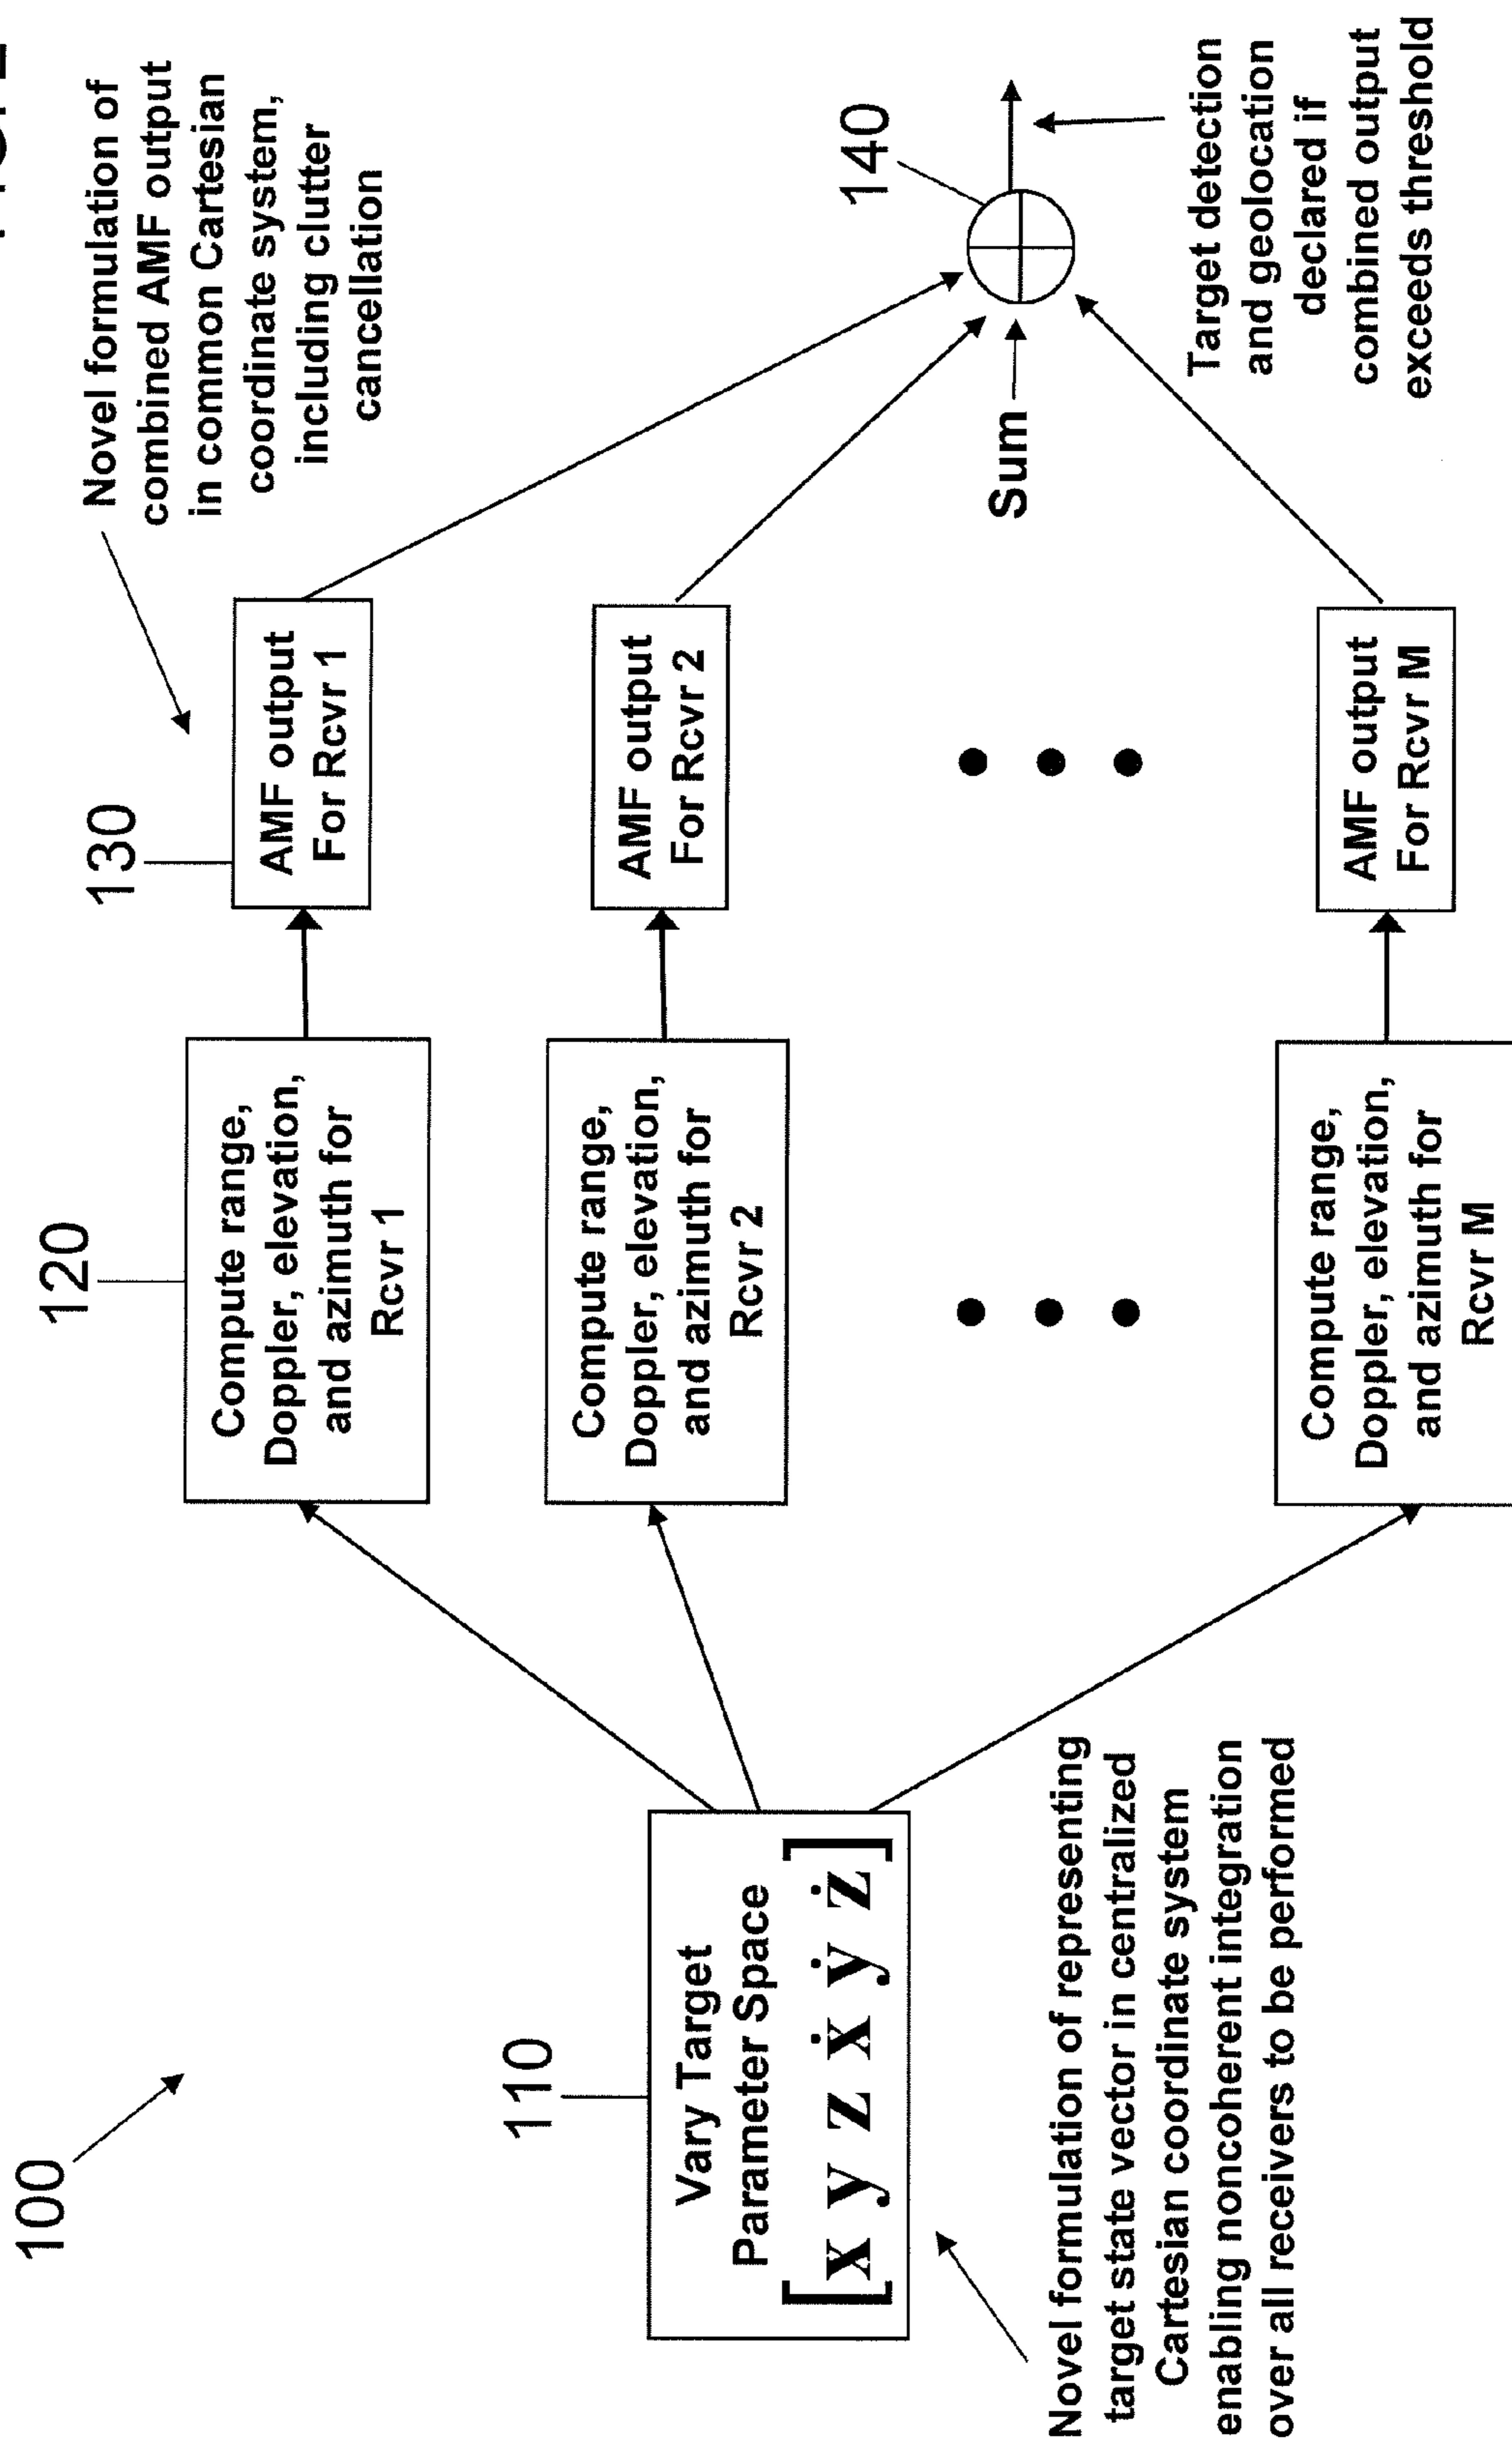 100
110
Vary Target
Parameter Space
[x y z ẋ ẏ ż]
Novel formulation of representing
target state vector in centralized
Cartesian coordinate system
enabling noncoherent integration
over all receivers to be performed
120
Compute range,
Doppler, elevation,
and azimuth for
Rcvr 1
Compute range,
Doppler, elevation,
and azimuth for
Rcvr 2
Compute range,
Doppler, elevation,
and azimuth for
Rcvr M
130
AMF output
For Rcvr 1
AMF output
For Rcvr 2
AMF output
For Rcvr M
Novel formulation of
combined AMF output
in common Cartesian
coordinate system,
including clutter
cancellation
Sum
140
Target detection
and geolocation
declared if
combined output
exceeds threshold